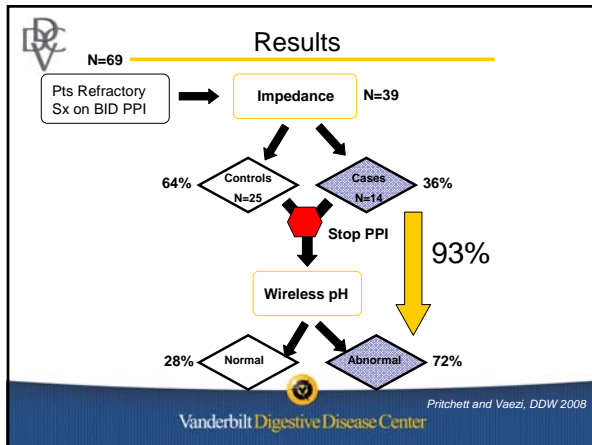 DDC
V
Results
N=69
Pts Refractory
Sx on BID PPI
Impedance
N=39
64%
Controls
N=25
Cases
N=14
36%
Stop PPI
93%
Wireless pH
28%
Normal
Abnormal
72%
Pritchett and Vaezi, DDW 2008
Vanderbilt Digestive Disease Center